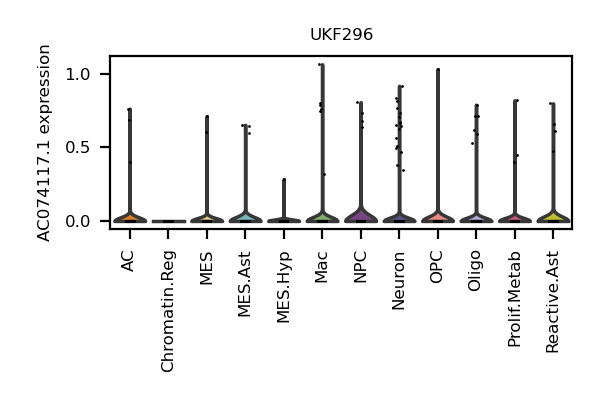 UKF296
AC074117.1 expression
1.0
0.5
0.0
AC
Chromatin.Reg
MES
MES.Ast
MES.Hyp
Mac
NPC
Neuron
OPC
Oligo
Prolif.Metab
Reactive.Ast